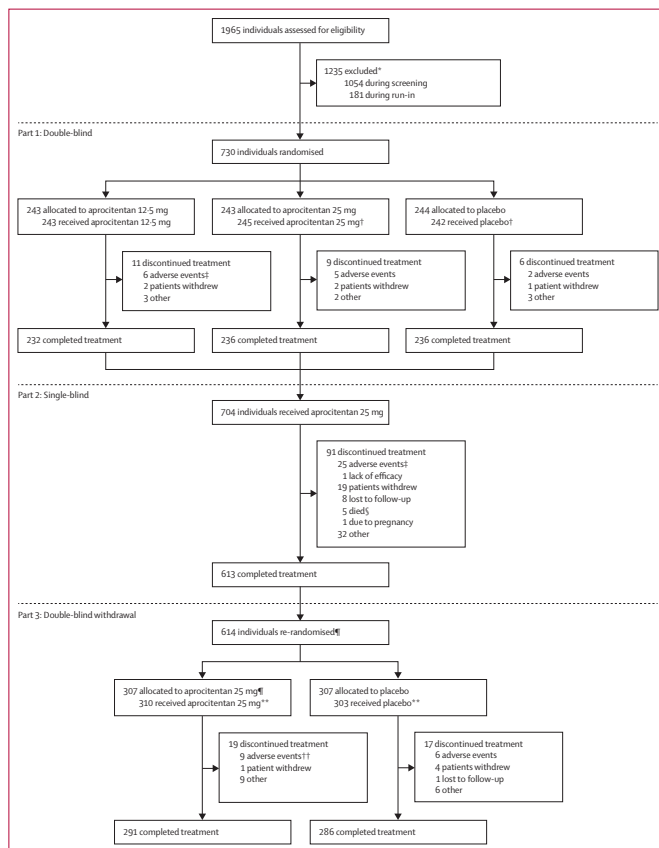 1965 individuals assessed for eligibility
1235 excluded*
1054 during screening
181 during run-in
Part 1: Double-blind
730 individuals randomised
243 allocated to aprocitentan 12·5 mg
243 received aprocitentan 12·5 mg
243 allocated to aprocitentan 25 mg
245 received aprocitentan 25 mg†
244 allocated to placebo
242 received placebo†
11 discontinued treatment
6 adverse events‡
2 patients withdrew
3 other
9 discontinued treatment
5 adverse events
2 patients withdrew
2 other
6 discontinued treatment
2 adverse events
1 patient withdrew
3 other
232 completed treatment
236 completed treatment
236 completed treatment
Part 2: Single-blind
704 individuals received aprocitentan 25 mg
91 discontinued treatment
25 adverse events‡
1 lack of efficacy
19 patients withdrew
8 lost to follow-up
5 died§
1 due to pregnancy
32 other
613 completed treatment
Part 3: Double-blind withdrawal
614 individuals re-randomised¶
307 allocated to aprocitentan 25 mg¶
310 received aprocitentan 25 mg**
307 allocated to placebo
303 received placebo**
19 discontinued treatment
9 adverse events††
1 patient withdrew
9 other
17 discontinued treatment
6 adverse events
4 patients withdrew
1 lost to follow-up
6 other
291 completed treatment
286 completed treatment